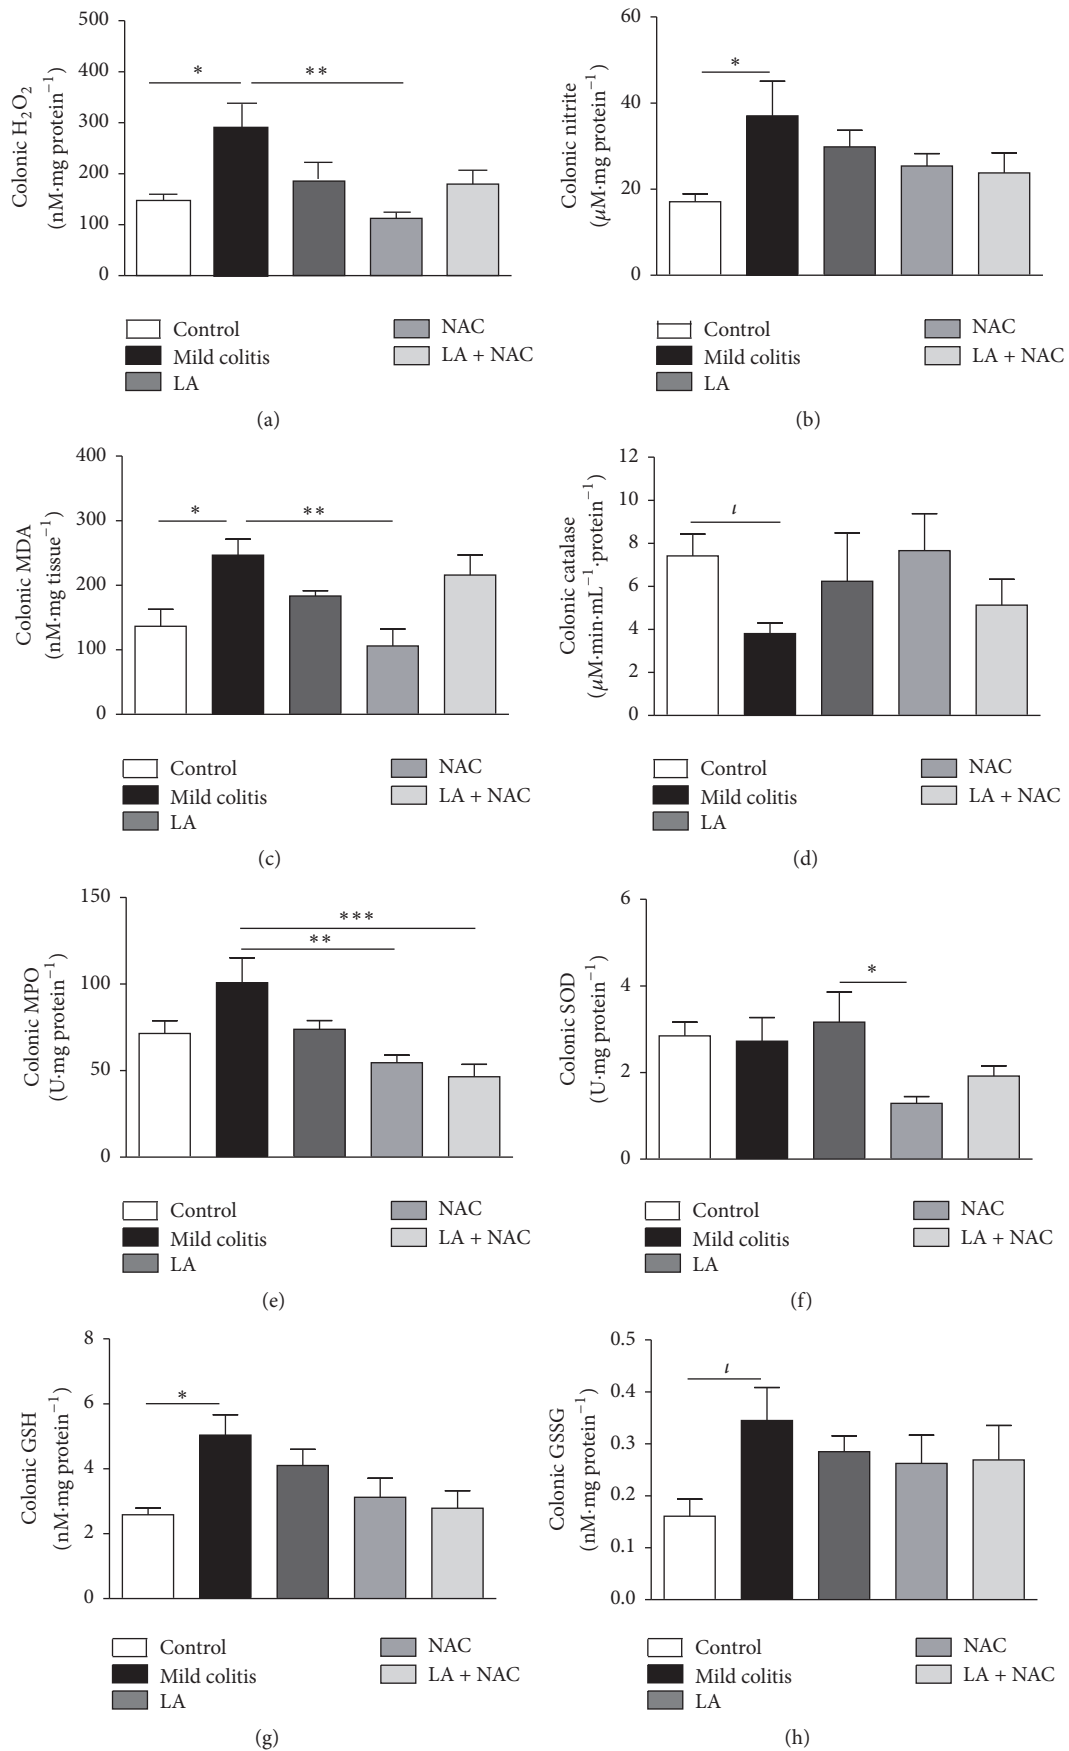 500
400
300
200
100
0
Colonic H₂O₂
(nM·mg protein⁻¹)
*
**
Control
Mild colitis
LA
NAC
LA + NAC
(a)
60
40
20
0
Colonic nitrite
(μM·mg protein⁻¹)
*
Control
Mild colitis
LA
NAC
LA + NAC
(b)
400
300
200
100
0
Colonic MDA
(nM·mg tissue⁻¹)
*
**
Control
Mild colitis
LA
NAC
LA + NAC
(c)
12
10
8
6
4
2
0
Colonic catalase
(μM·min·mL⁻¹·protein⁻¹)
ι
Control
Mild colitis
LA
NAC
LA + NAC
(d)
150
100
50
0
Colonic MPO
(U·mg protein⁻¹)
***
**
Control
Mild colitis
LA
NAC
LA + NAC
(e)
6
4
2
0
Colonic SOD
(U·mg protein⁻¹)
*
Control
Mild colitis
LA
NAC
LA + NAC
(f)
8
6
4
2
0
Colonic GSH
(nM·mg protein⁻¹)
*
Control
Mild colitis
LA
NAC
LA + NAC
(g)
0.5
0.4
0.3
0.2
0.1
0.0
Colonic GSSG
(nM·mg protein⁻¹)
ι
Control
Mild colitis
LA
NAC
LA + NAC
(h)